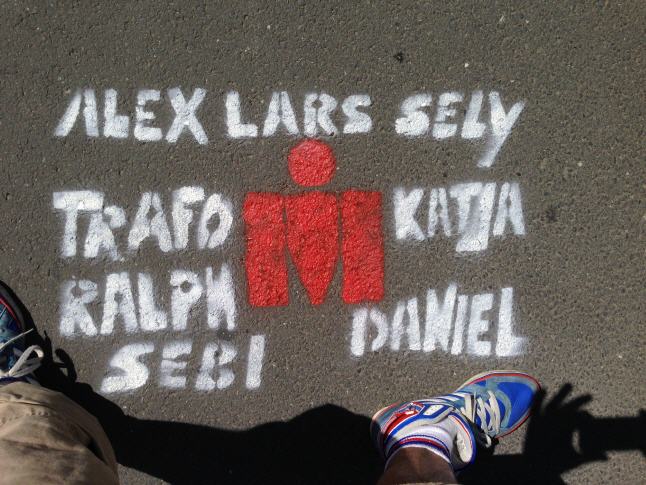 ALEX LARS SELY
TRAFO KATJA
RALPH DANIEL
SEBI